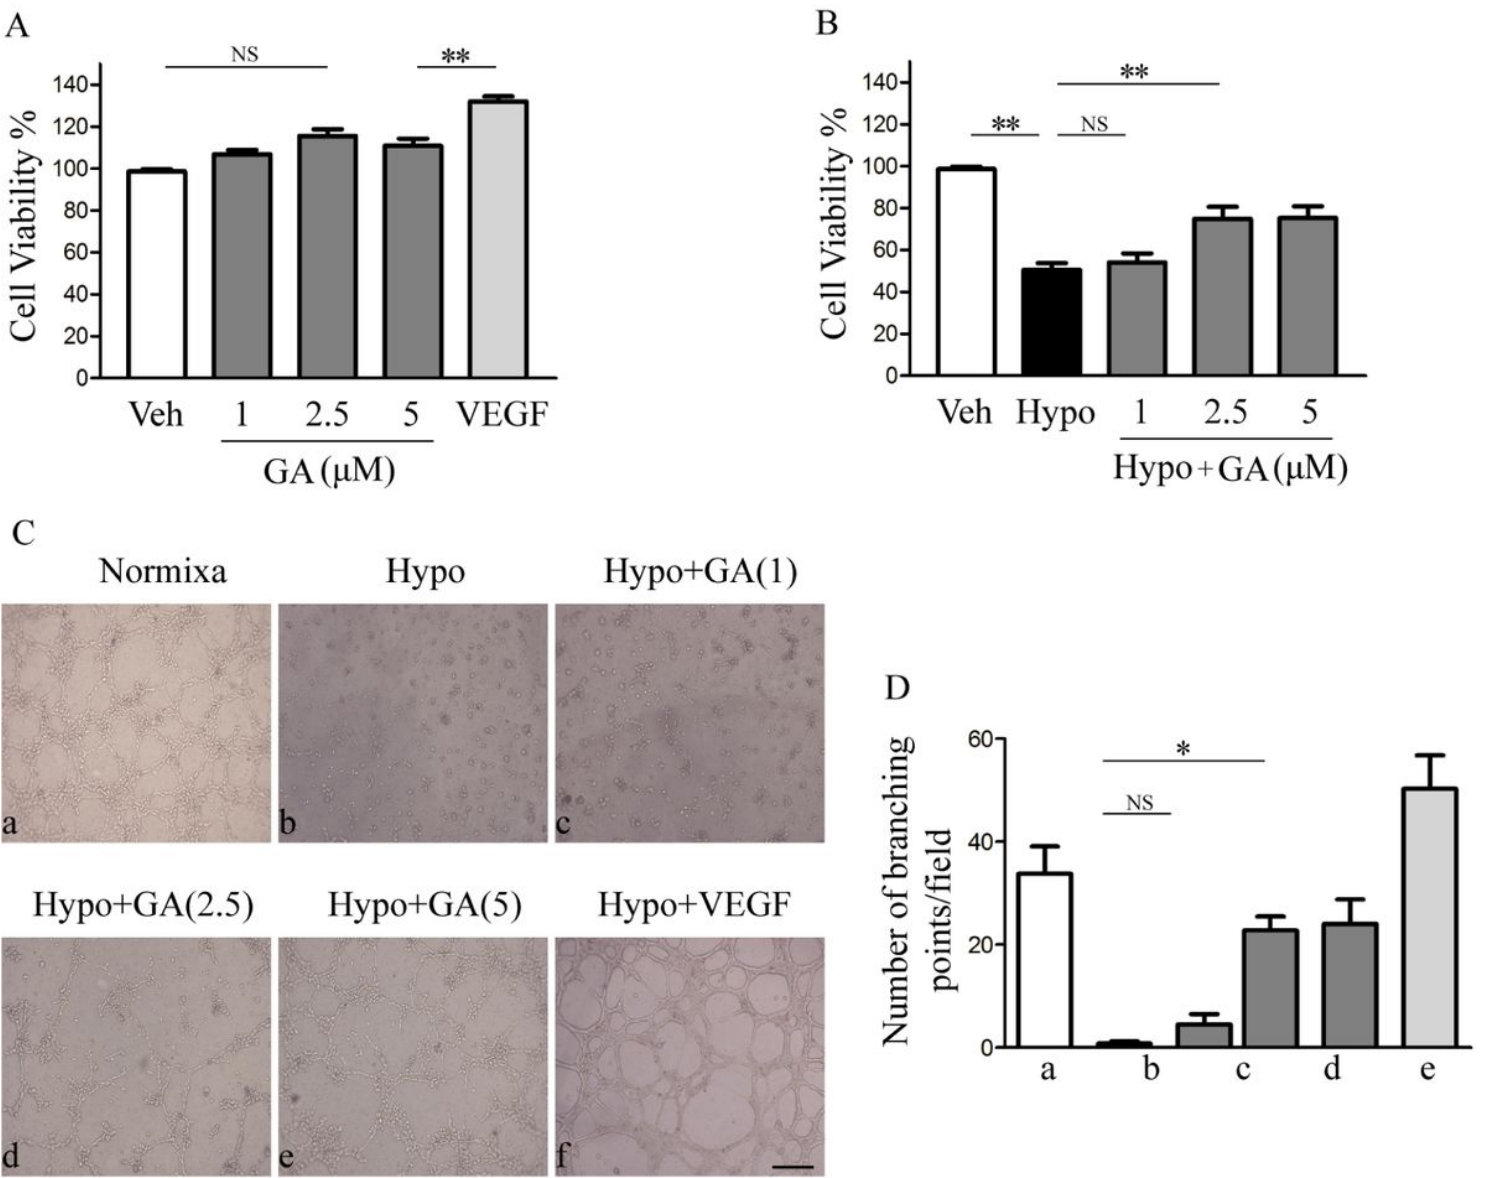 A
NS
**
Cell Viability %
140
120
100
80
60
40
20
0
Veh 1 2.5 5 VEGF
GA (μM)
B
**
** NS
Cell Viability %
140
120
100
80
60
40
20
0
Veh Hypo 1 2.5 5
Hypo+GA (μM)
C
Normixa Hypo Hypo+GA(1)
a b c
Hypo+GA(2.5) Hypo+GA(5) Hypo+VEGF
d e f
D
*
NS
Number of branching
points/field
60
40
20
0
a b c d e